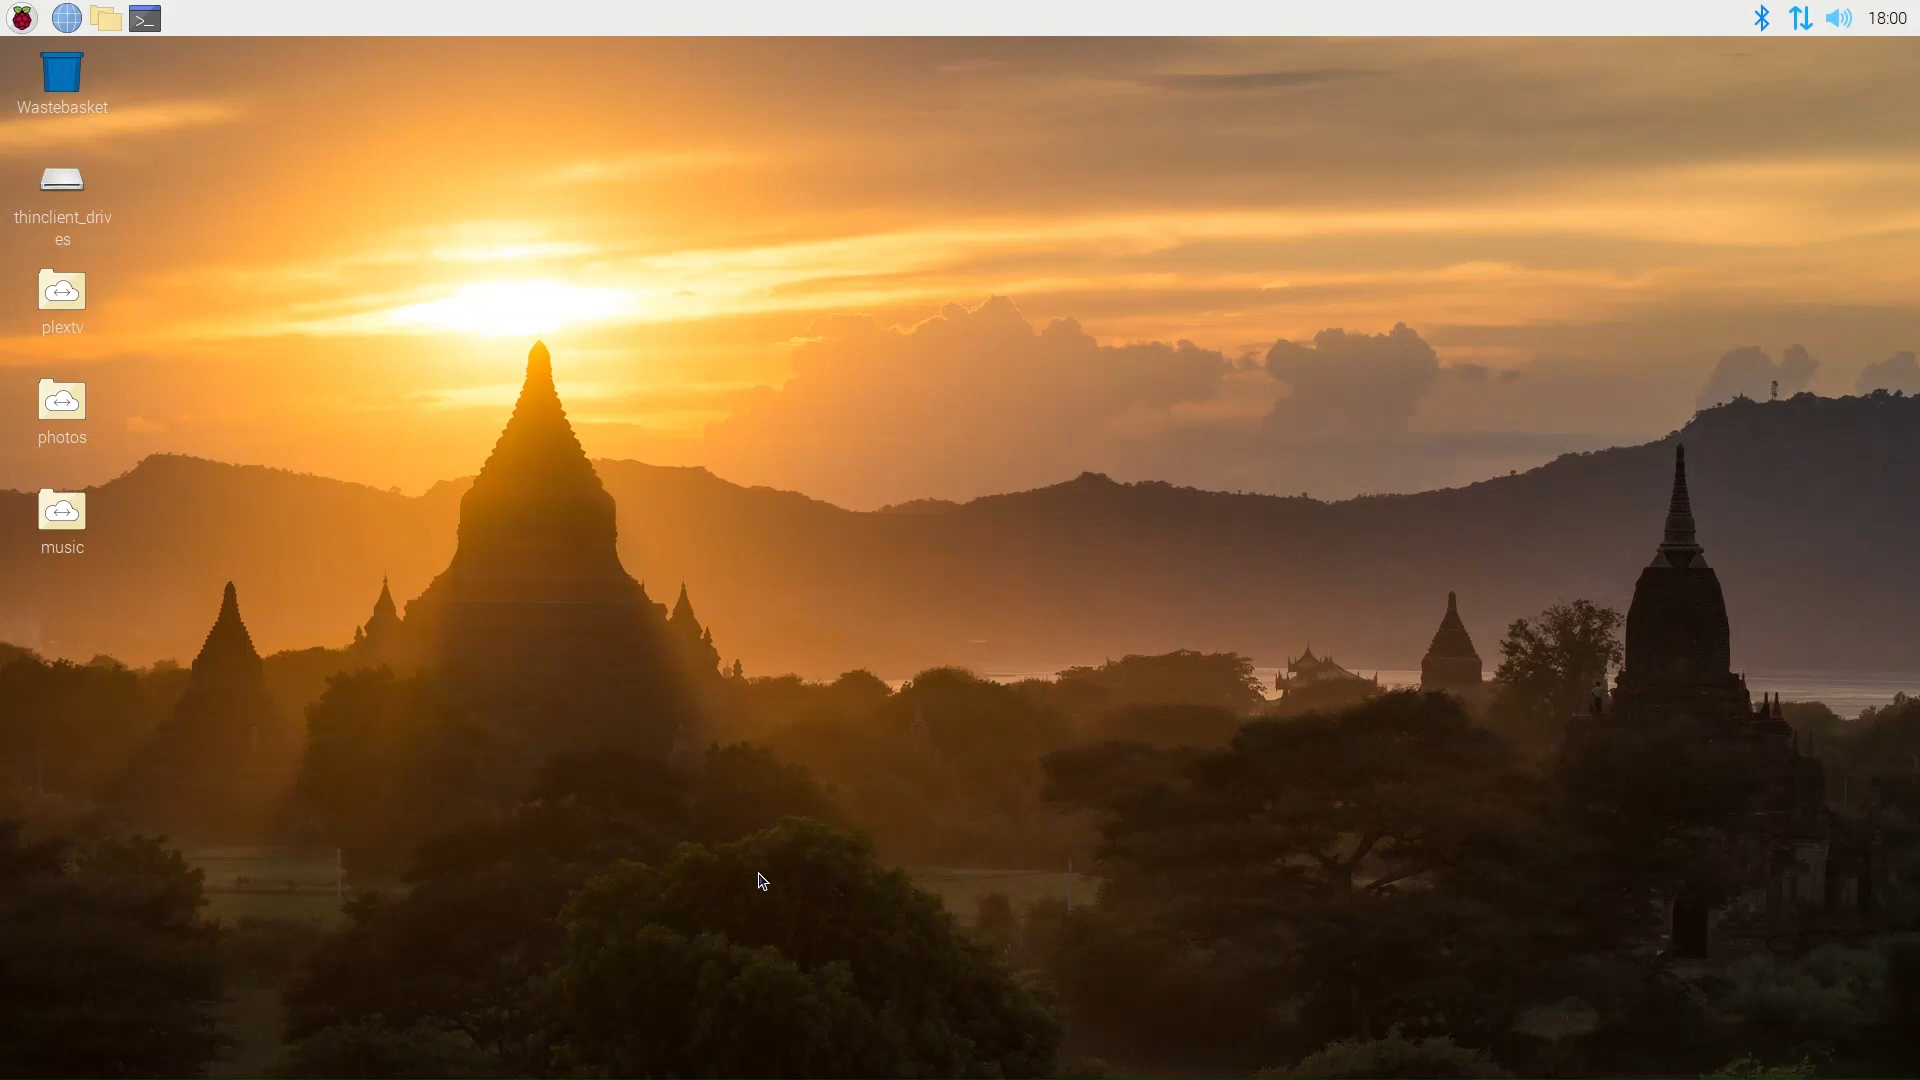 >_
18:00
Wastebasket
thinclient_driv
es
plextv
photos
music